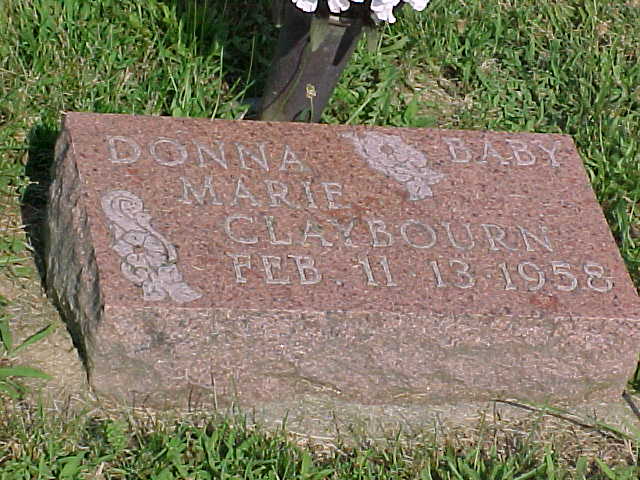 DONNA BABY
MARIE
CLAYBOURN
FEB. 11-13-1958